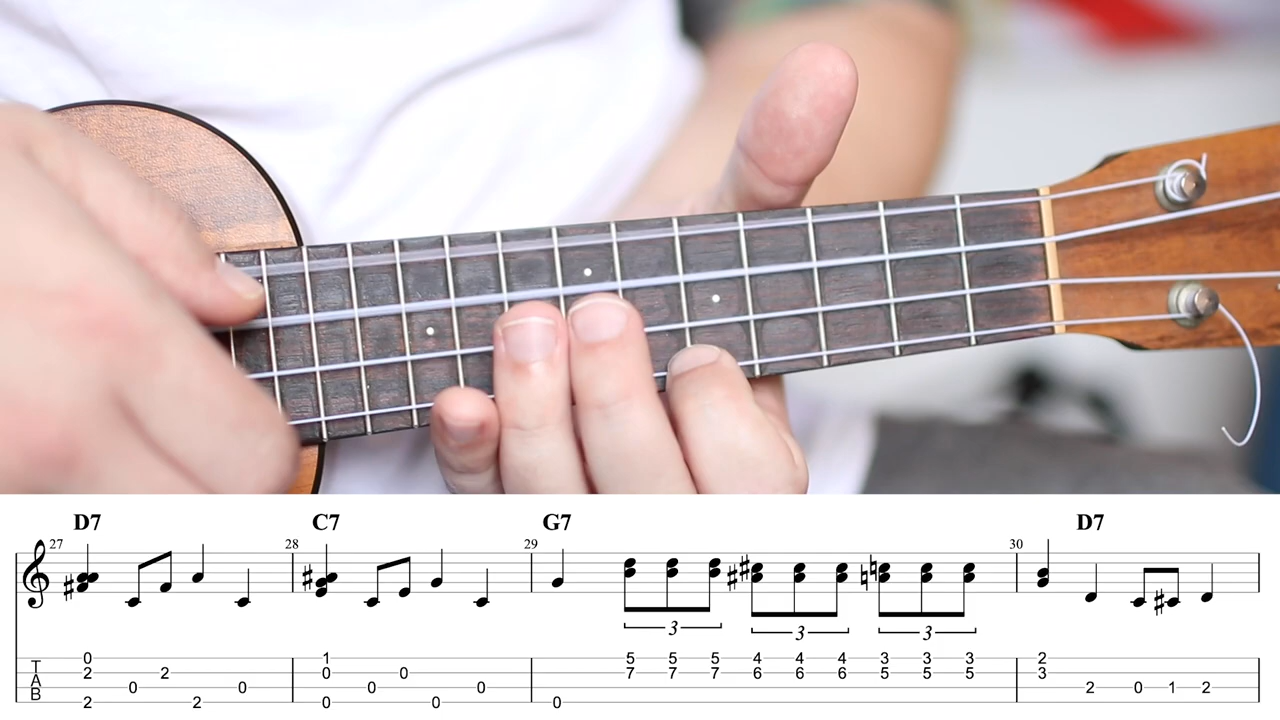 D7 C7 G7 D7
27 28 29 30
3 3 3
T 0 1 5 5 5 4 4 4 3 3 3 2
A 2 2 0 0 7 7 7 6 6 6 5 5 5 3
B 0 0 0 0 2 0 1 2
2 2 0 0 0